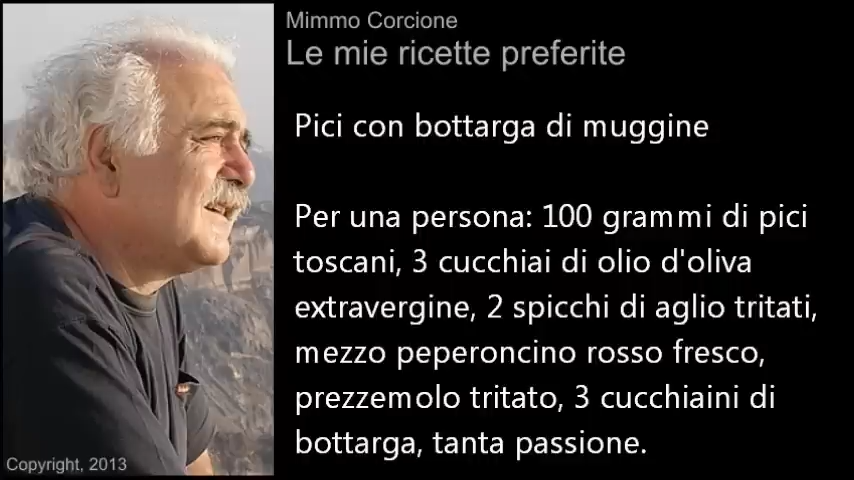 Mimmo Corcione
Le mie ricette preferite
Pici con bottarga di muggine
Per una persona: 100 grammi di pici
toscani, 3 cucchiai di olio d'oliva
extravergine, 2 spicchi di aglio tritati,
mezzo peperoncino rosso fresco,
prezzemolo tritato, 3 cucchiaini di
bottarga, tanta passione.
Copyright, 2013